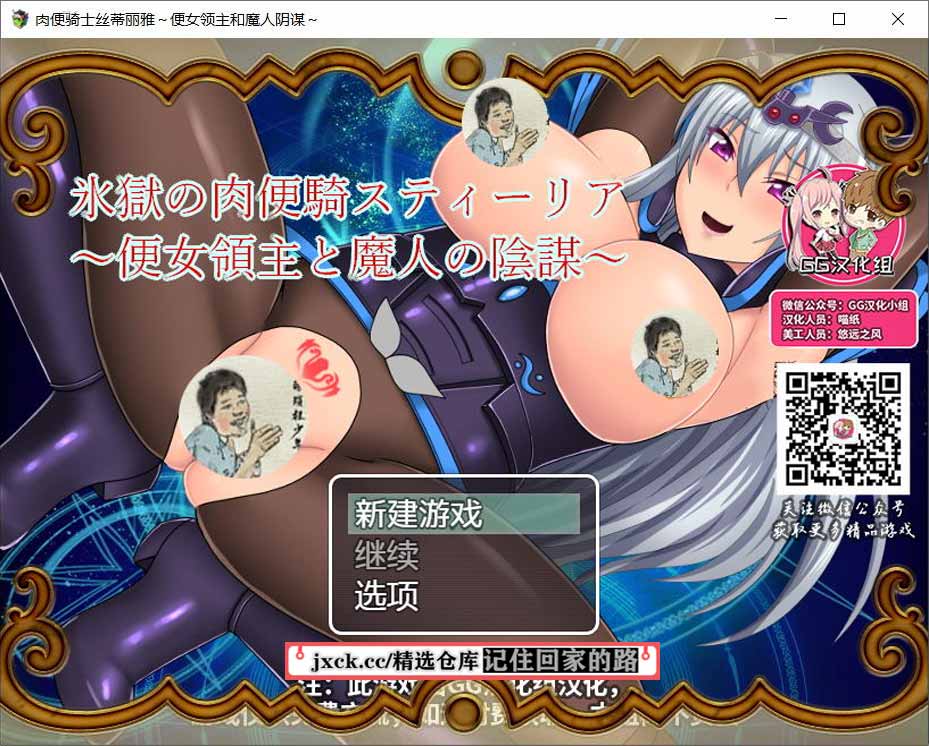 肉便骑士丝蒂丽雅～便女领主和魔人阴谋～
氷獄の肉便騎スティーリア
～便女領主と魔人の陰謀～
GG汉化组
微信公众号：GG汉化小组
汉化人员：喵纸
美工人员：悠远之风
关注微信公众号
获取更多精品游戏
新建游戏
继续
选项
jxck.cc/精选仓库 记住回家的路
注：此游戏
GG汉化组汉化，